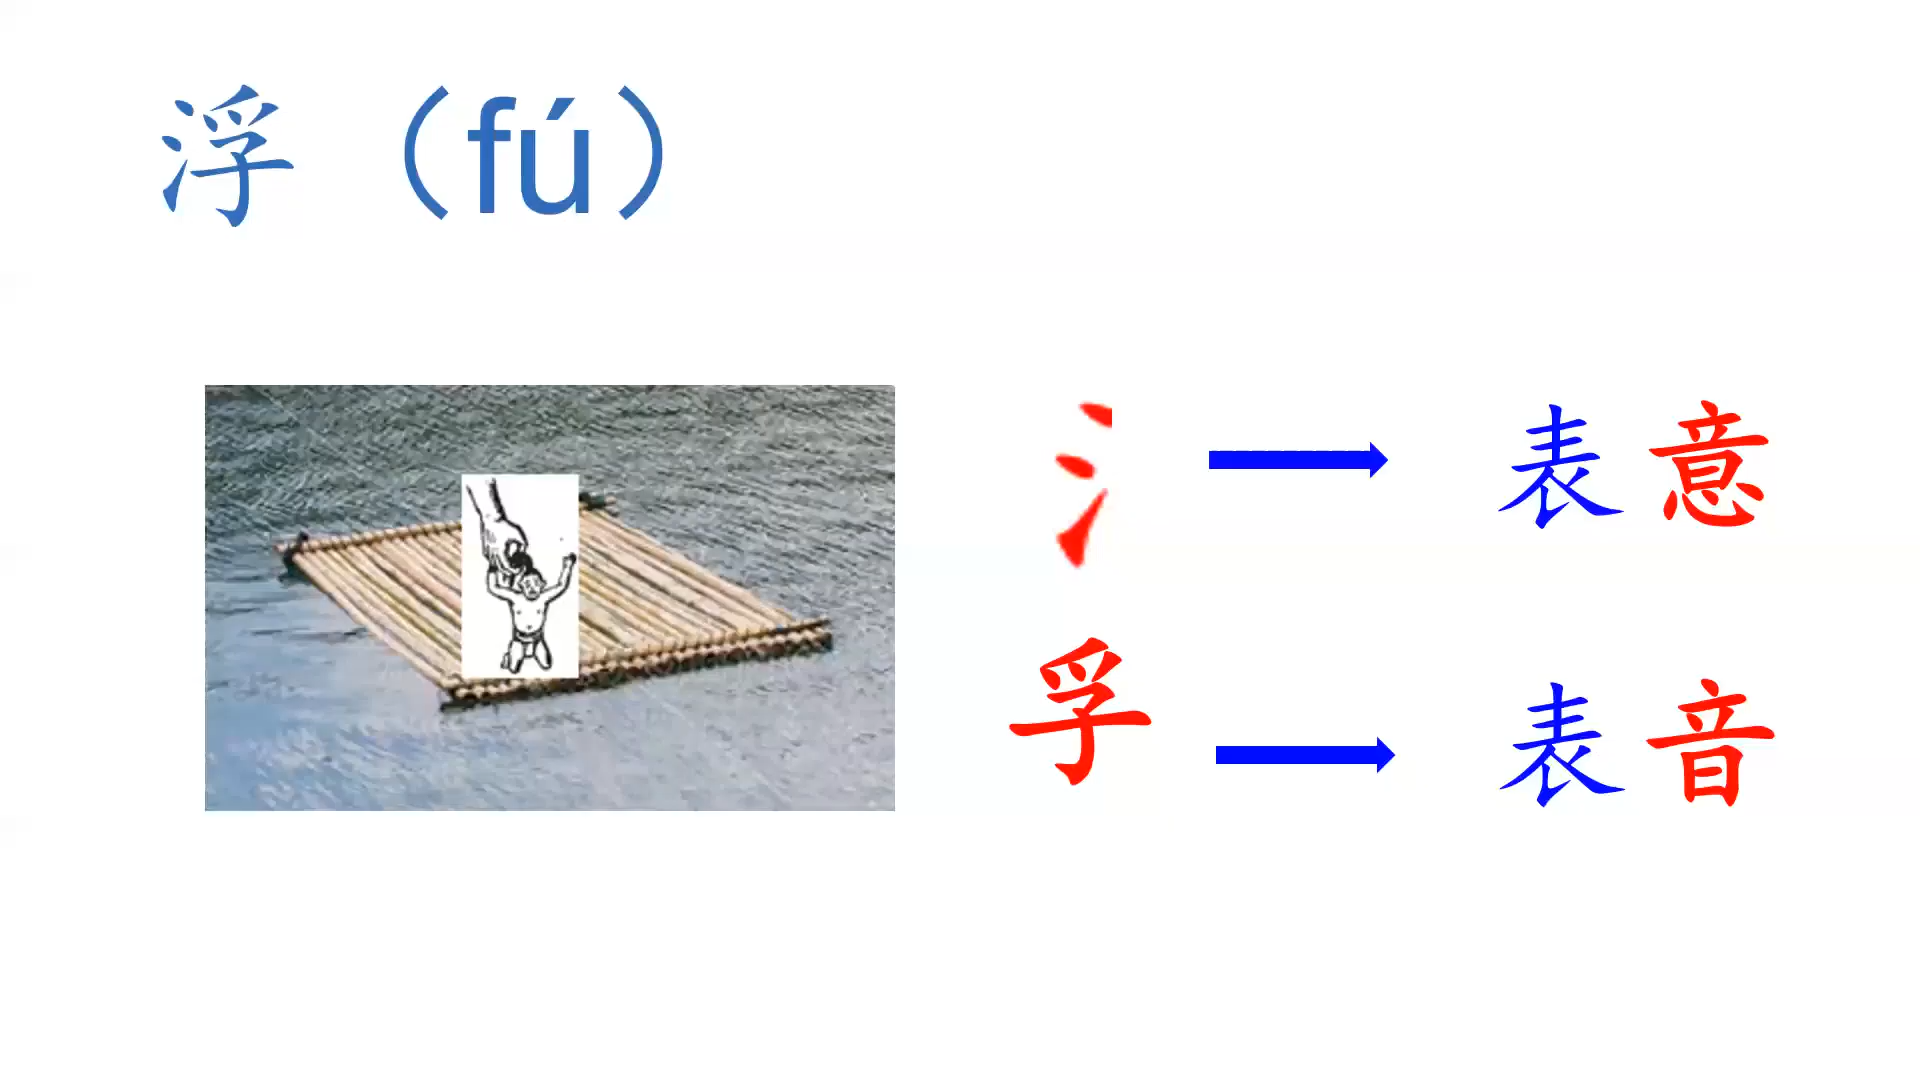 浮（fú）
氵 → 表意
孚 → 表音